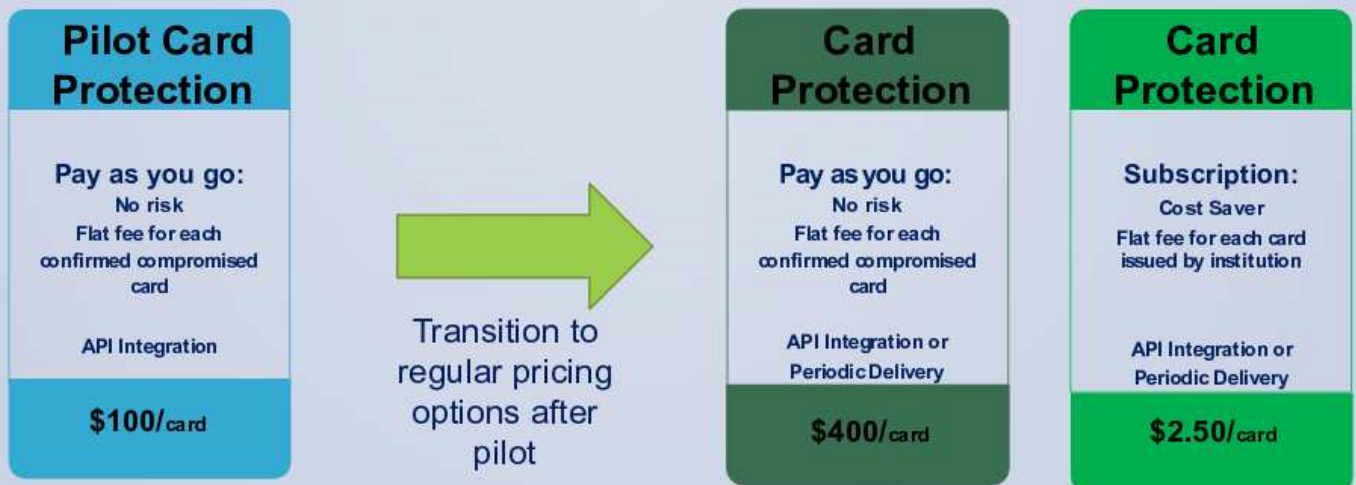 Pilot Card
Protection
Pay as you go:
No risk
Flat fee for each
confirmed compromised
card
API Integration
$100/card
Transition to
regular pricing
options after
pilot
Card
Protection
Pay as you go:
No risk
Flat fee for each
confirmed compromised
card
API Integration or
Periodic Delivery
$400/card
Card
Protection
Subscription:
Cost Saver
Flat fee for each card
issued by institution
API Integration or
Periodic Delivery
$2.50/card